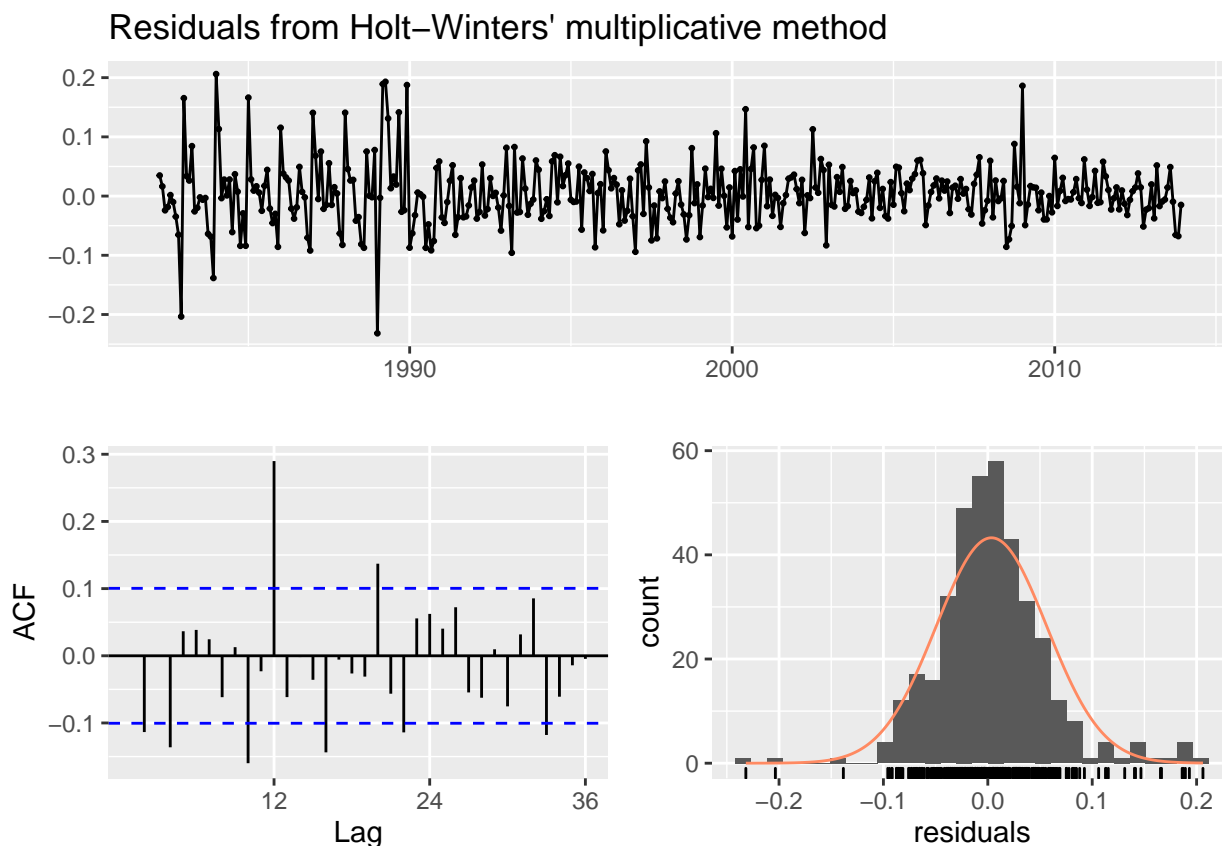 Residuals from Holt−Winters' multiplicative method
0.2
0.1
0.0
−0.1
−0.2
1990 2000 2010
0.3
0.2
0.1
0.0
−0.1
ACF
12 24 36
Lag
60
40
20
0
count
−0.2 −0.1 0.0 0.1 0.2
residuals